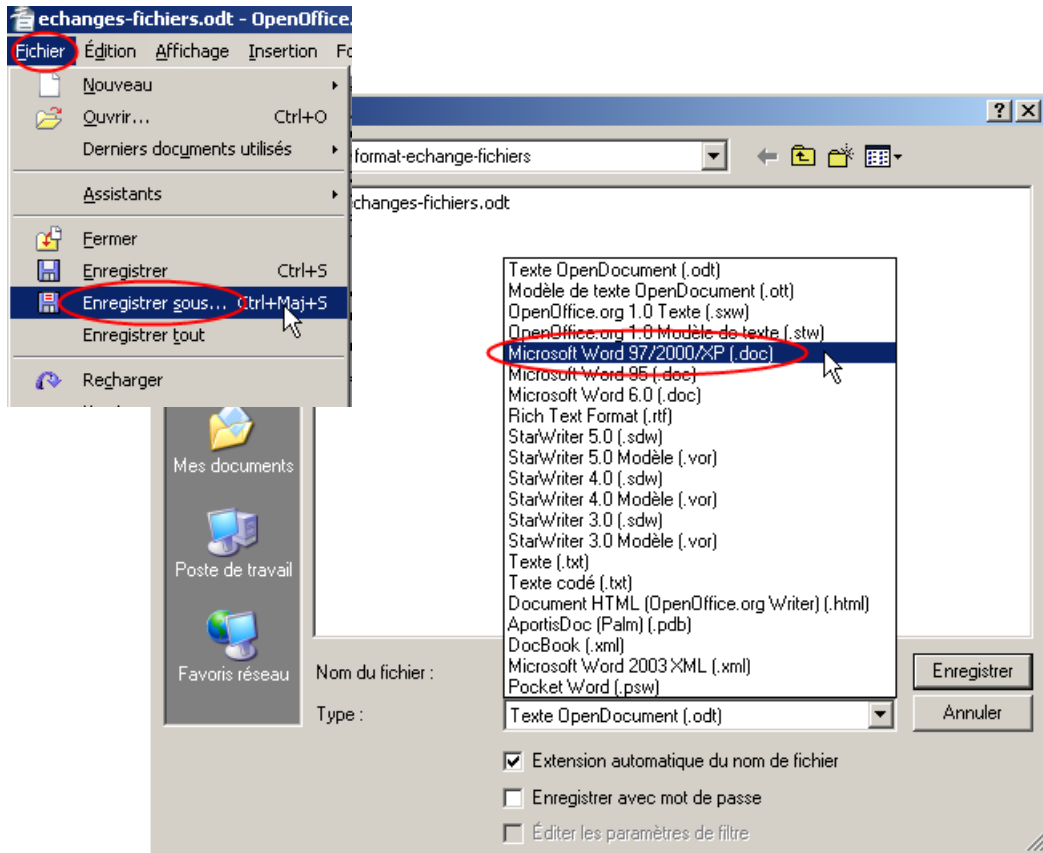 echanges-fichiers.odt - OpenOffice.
Fichier Édition Affichage Insertion Fo
Nouveau
Ouvrir... Ctrl+O
Derniers documents utilisés
Assistants
Fermer
Enregistrer Ctrl+S
Enregistrer sous... Ctrl+Maj+S
Enregistrer tout
Recharger
format-echange-fichiers
changes-fichiers.odt
Texte OpenDocument (.odt)
Modèle de texte OpenDocument (.ott)
OpenOffice.org 1.0 Texte (.sxw)
OpenOffice.org 1.0 Modèle de texte (.stw)
Microsoft Word 97/2000/XP (.doc)
Microsoft Word 95 (.doc)
Microsoft Word 6.0 (.doc)
Rich Text Format (.rtf)
StarWriter 5.0 (.sdw)
StarWriter 5.0 Modèle (.vor)
StarWriter 4.0 (.sdw)
StarWriter 4.0 Modèle (.vor)
StarWriter 3.0 (.sdw)
StarWriter 3.0 Modèle (.vor)
Texte (.txt)
Texte codé (.txt)
Document HTML (OpenOffice.org Writer) (.html)
AportisDoc (Palm) (.pdb)
DocBook (.xml)
Microsoft Word 2003 XML (.xml)
Pocket Word (.psw)
Mes documents
Poste de travail
Favoris réseau
Nom du fichier :
Enregistrer
Type :
Texte OpenDocument (.odt)
Annuler
Extension automatique du nom de fichier
Enregistrer avec mot de passe
Éditer les paramètres de filtre